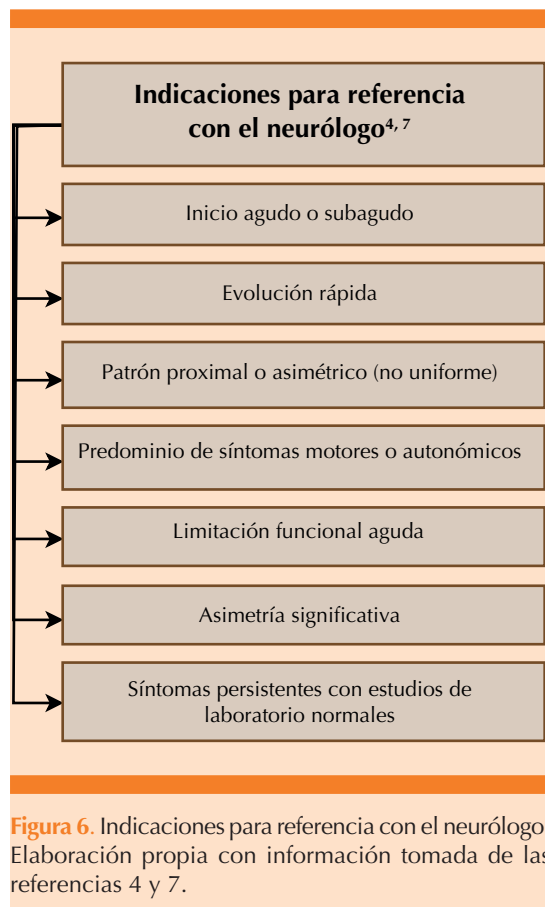 Indicaciones para referencia
con el neurólogo4, 7
Inicio agudo o subagudo
Evolución rápida
Patrón proximal o asimétrico (no uniforme)
Predominio de síntomas motores o autonómicos
Limitación funcional aguda
Asimetría significativa
Síntomas persistentes con estudios de
laboratorio normales
Figura 6. Indicaciones para referencia con el neurólogo
Elaboración propia con información tomada de las
referencias 4 y 7.